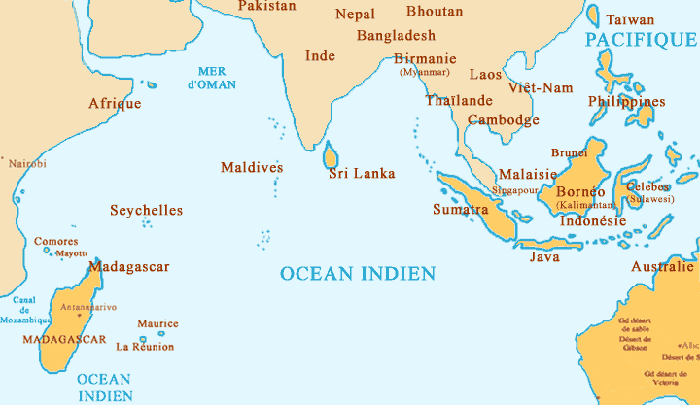 Pakistan
Nepal
Bhoutan
Taïwan
PACIFIQUE
Bangladesh
Inde
Birmanie
(Myanmar)
Laos
MER
d'OMAN
Viêt-Nam
Afrique
Thaïlande
Philippines
Cambodge
Nairobi
Brunei
Maldives
Sri Lanka
Malaisie
Singapour
Bornéo
(Kalimantan)
Célèbes
(Sulawesi)
Seychelles
Sumatra
Indonésie
Comores
Mayotte
Java
Madagascar
OCEAN INDIEN
Australie
Canal
de
Mozambique
Antananarivo
Maurice
MADAGASCAR
La Réunion
Gd désert
de sable
Désert de
Gibson
Gd désert de
Victoria
OCEAN
INDIEN